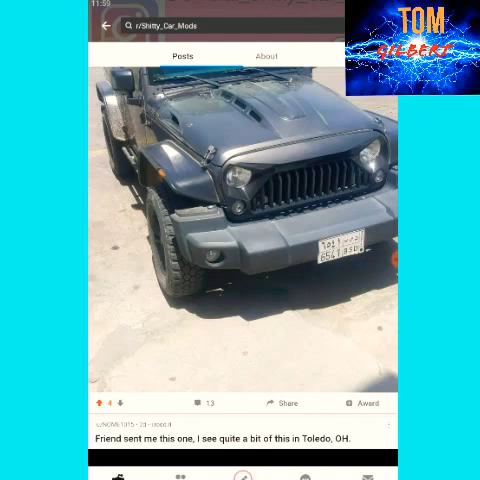 11:59
r/Shitty_Car_Mods
TOM
GILBERT
Posts
About
6541
4
13
Share
Award
Friend sent me this one, I see quite a bit of this in Toledo, OH.